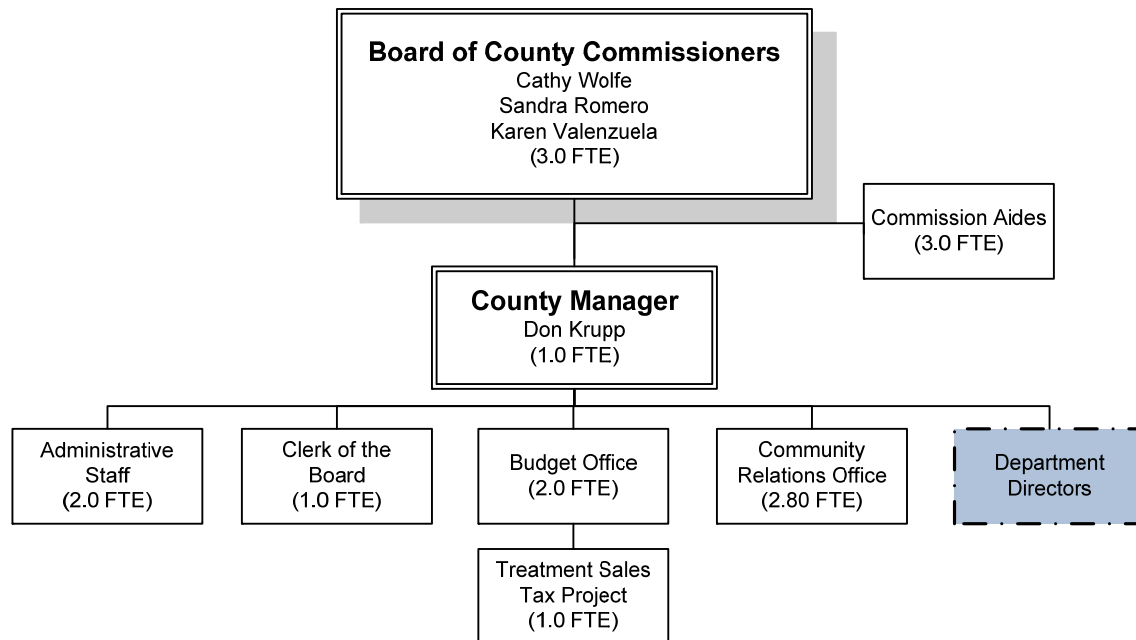 Board of County Commissioners
Cathy Wolfe
Sandra Romero
Karen Valenzuela
(3.0 FTE)
Commission Aides
(3.0 FTE)
County Manager
Don Krupp
(1.0 FTE)
Administrative
Staff
(2.0 FTE)
Clerk of the
Board
(1.0 FTE)
Budget Office
(2.0 FTE)
Community
Relations Office
(2.80 FTE)
Department
Directors
Treatment Sales
Tax Project
(1.0 FTE)